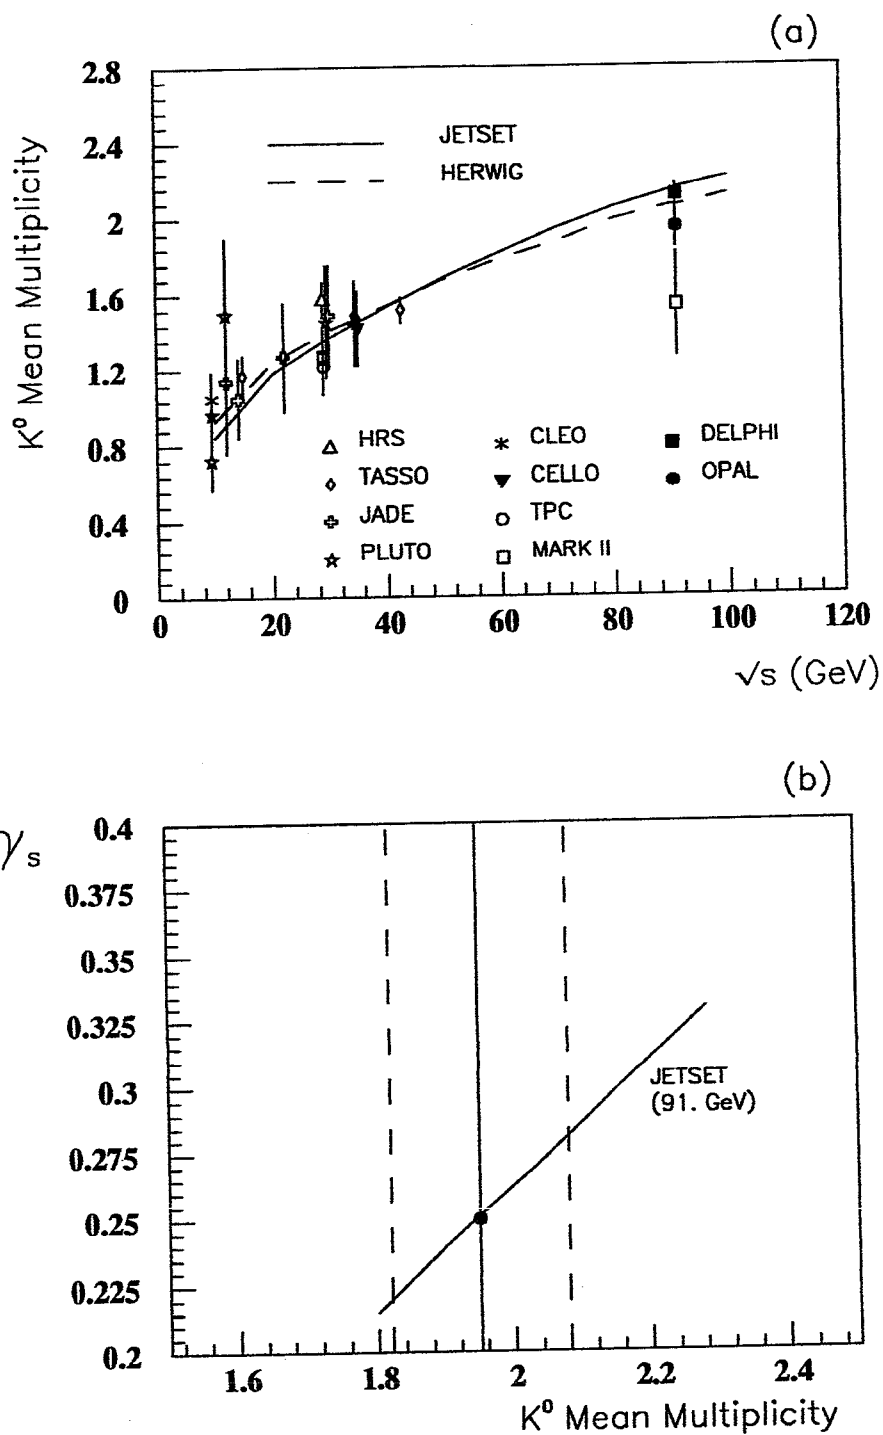 (a)
2.8
2.4
2
1.6
1.2
0.8
0.4
0
K⁰ Mean Multiplicity
JETSET
HERWIG
HRS
TASSO
JADE
PLUTO
CLEO
CELLO
TPC
MARK II
DELPHI
OPAL
0 20 40 60 80 100 120
√s (GeV)
(b)
γs
0.4
0.375
0.35
0.325
0.3
0.275
0.25
0.225
0.2
JETSET
(91. GeV)
1.6 1.8 2 2.2 2.4
K⁰ Mean Multiplicity